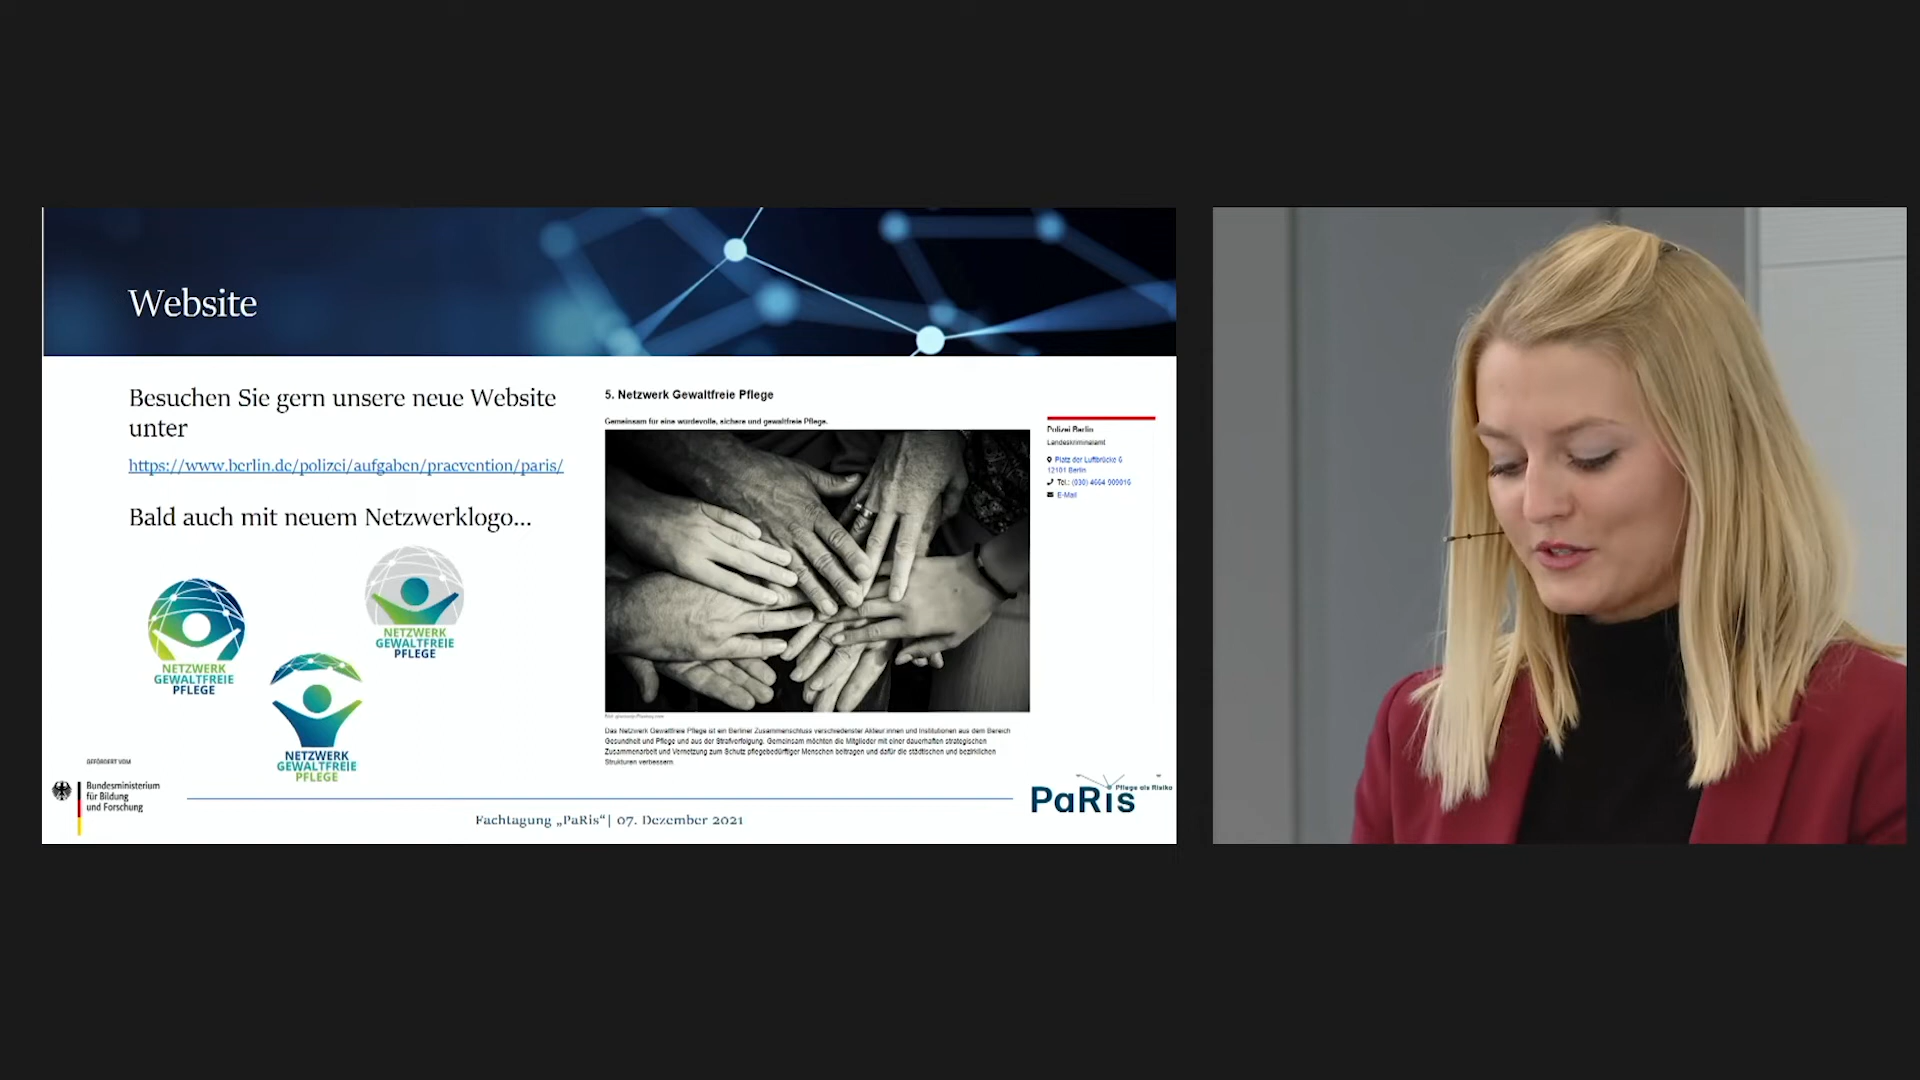 Website
Besuchen Sie gern unsere neue Website
unter
https://www.berlin.de/polizei/aufgaben/praevention/paris/
Bald auch mit neuem Netzwerklogo...
NETZWERK
GEWALTFREIE
PFLEGE
NETZWERK
GEWALTFREIE
PFLEGE
NETZWERK
GEWALTFREIE
PFLEGE
5. Netzwerk Gewaltfreie Pflege
Gemeinsam für eine würdevolle, sichere und gewaltfreie Pflege.
Das Netzwerk Gewaltfreie Pflege ist ein Berliner Zusammenschluss verschiedenster Akteur:innen und Institutionen aus dem Bereich
Gesundheit und Pflege und aus der Strafverfolgung. Gemeinsam möchten die Mitglieder mit einer dauerhaften strategischen
Zusammenarbeit und Vernetzung zum Schutz pflegebedürftiger Menschen beitragen und dafür die städtischen und bezirklichen
Strukturen verbessern
Polizei Berlin
Landeskriminalamt
Platz der Luftbrücke 6
12101 Berlin
Tel.: (030) 4664 909016
E-Mail
GEFÖRDERT VOM
Bundesministerium
für Bildung
und Forschung
Fachtagung „PaRis“| 07. Dezember 2021
PaRis
Pflege als Risiko